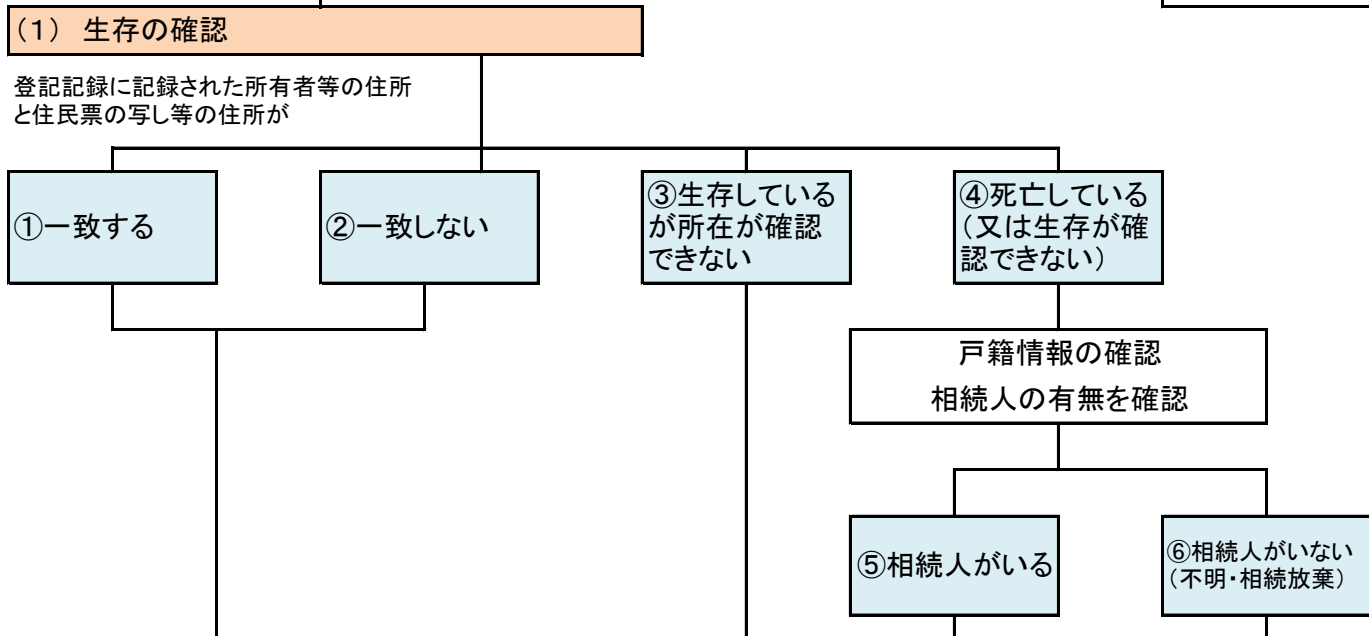 (1) 生存の確認
登記記録に記録された所有者等の住所
と住民票の写し等の住所が
①一致する
②一致しない
③生存している
が所在が確認
できない
④死亡している
(又は生存が確
認できない)
戸籍情報の確認
相続人の有無を確認
⑤相続人がいる
⑥相続人がいない
(不明・相続放棄)